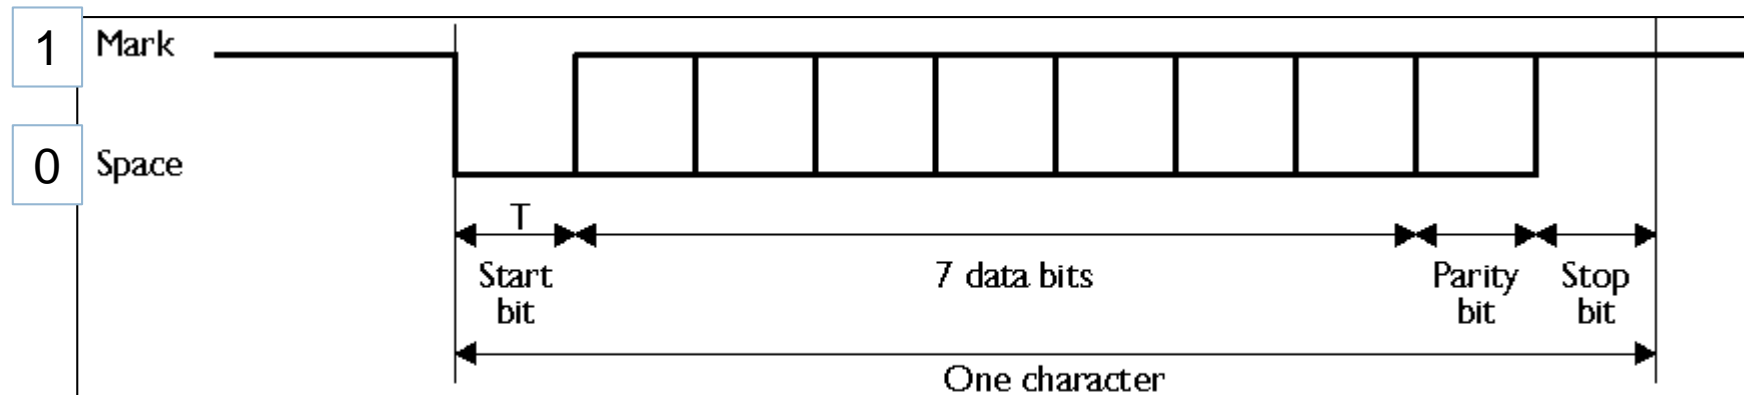 1 Mark
0 Space
T
Start bit
7 data bits
Parity bit
Stop bit
One character